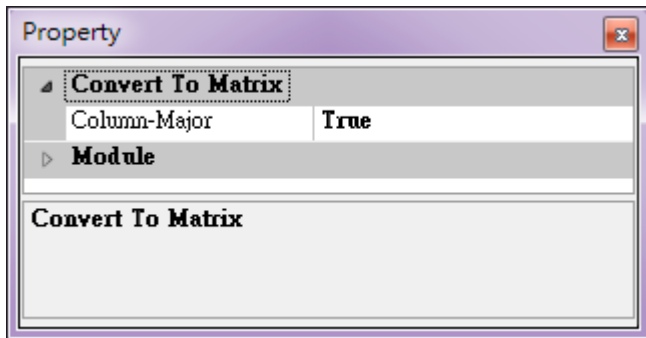 Property
Convert To Matrix
Column-Major True
Module
Convert To Matrix